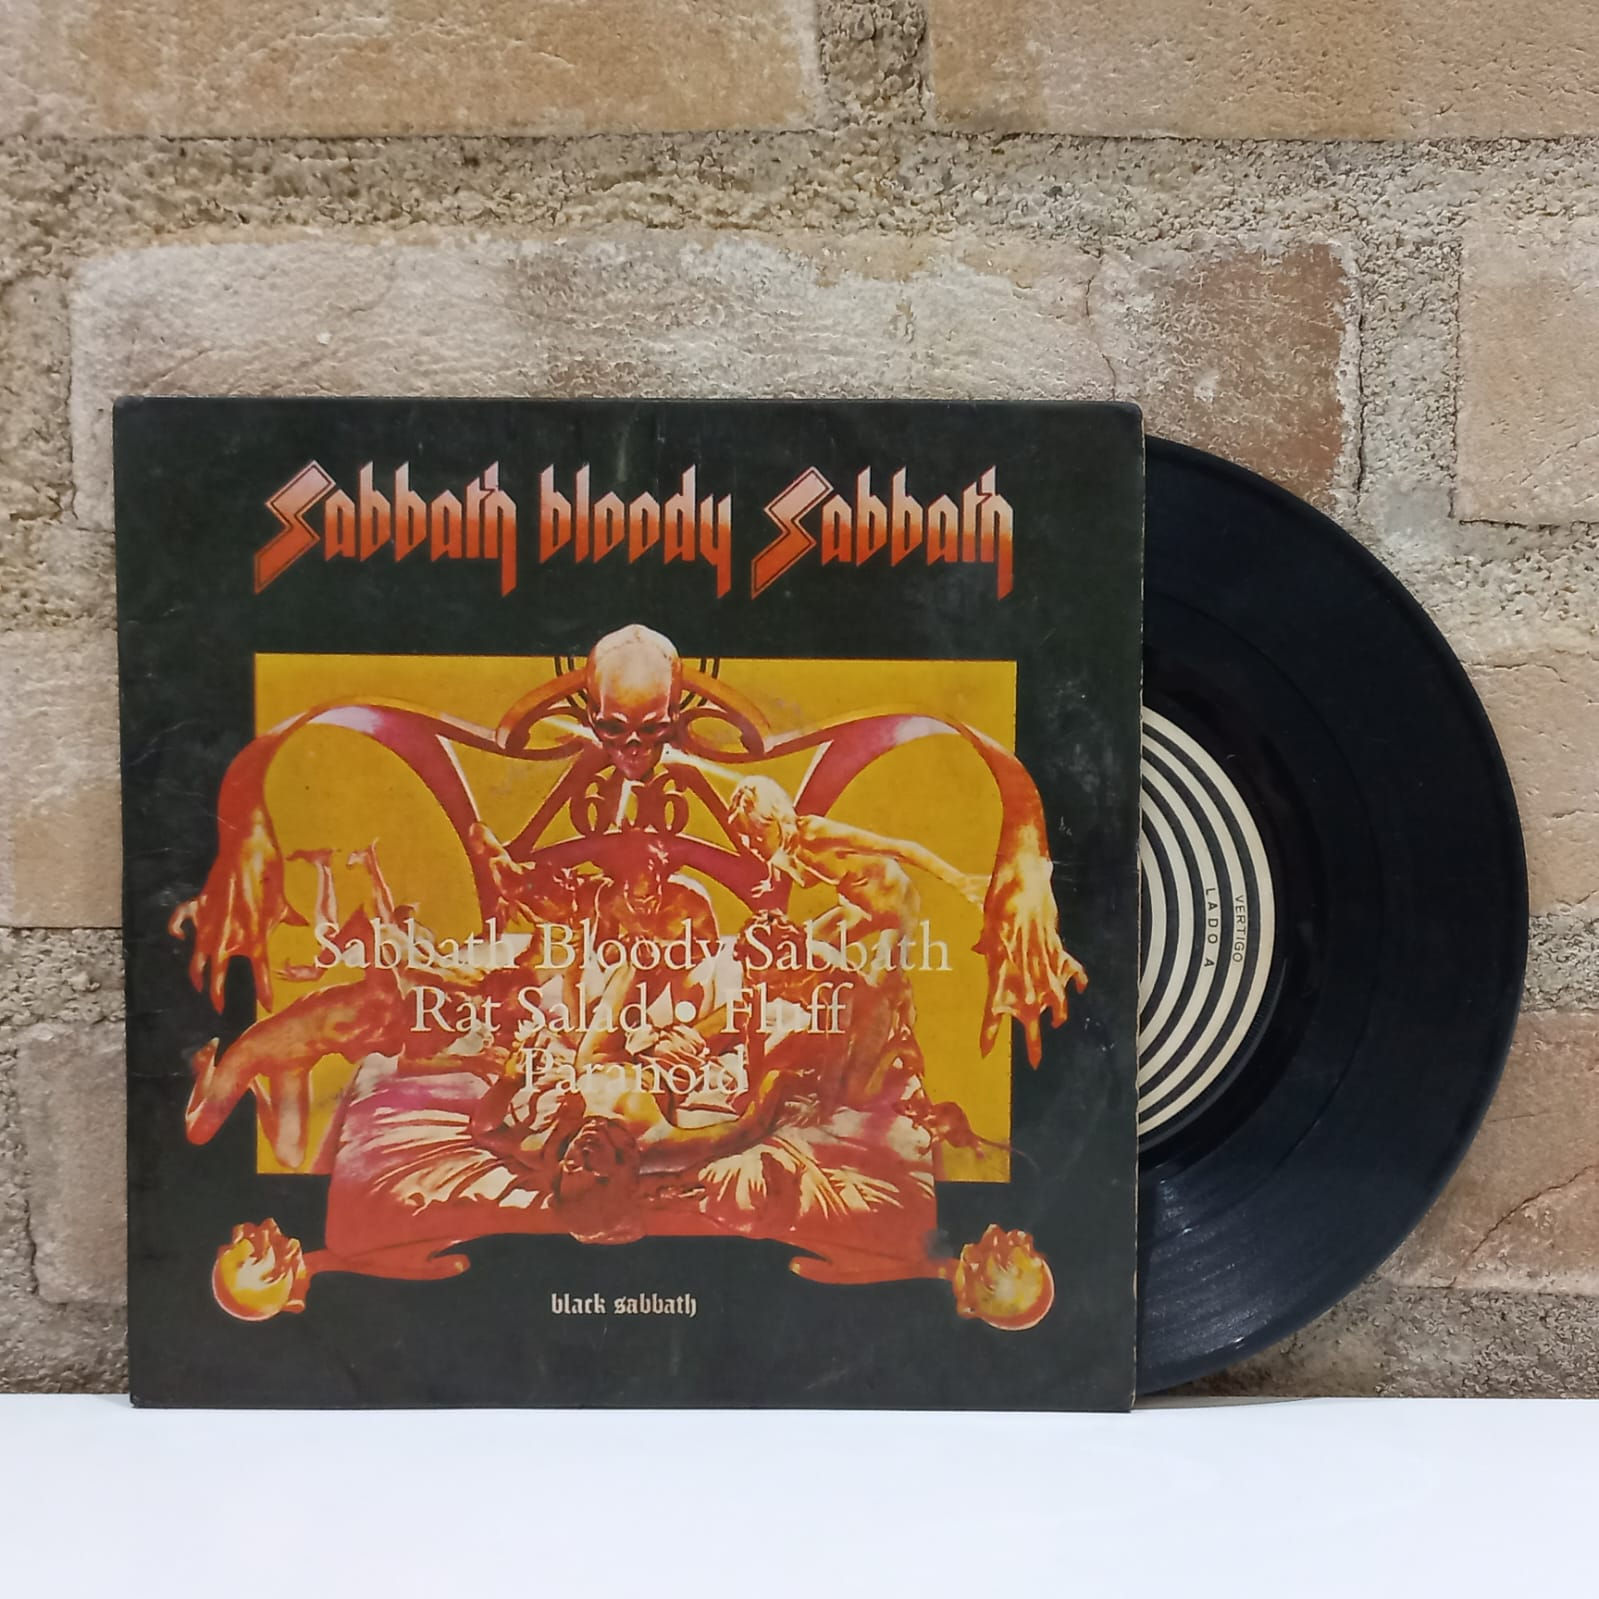 Sabbath bloody Sabbath
666
Sabbath Bloody Sabbath
Rat Salad • Fluff
Paranoid
black sabbath
VERTIGO
LADO A